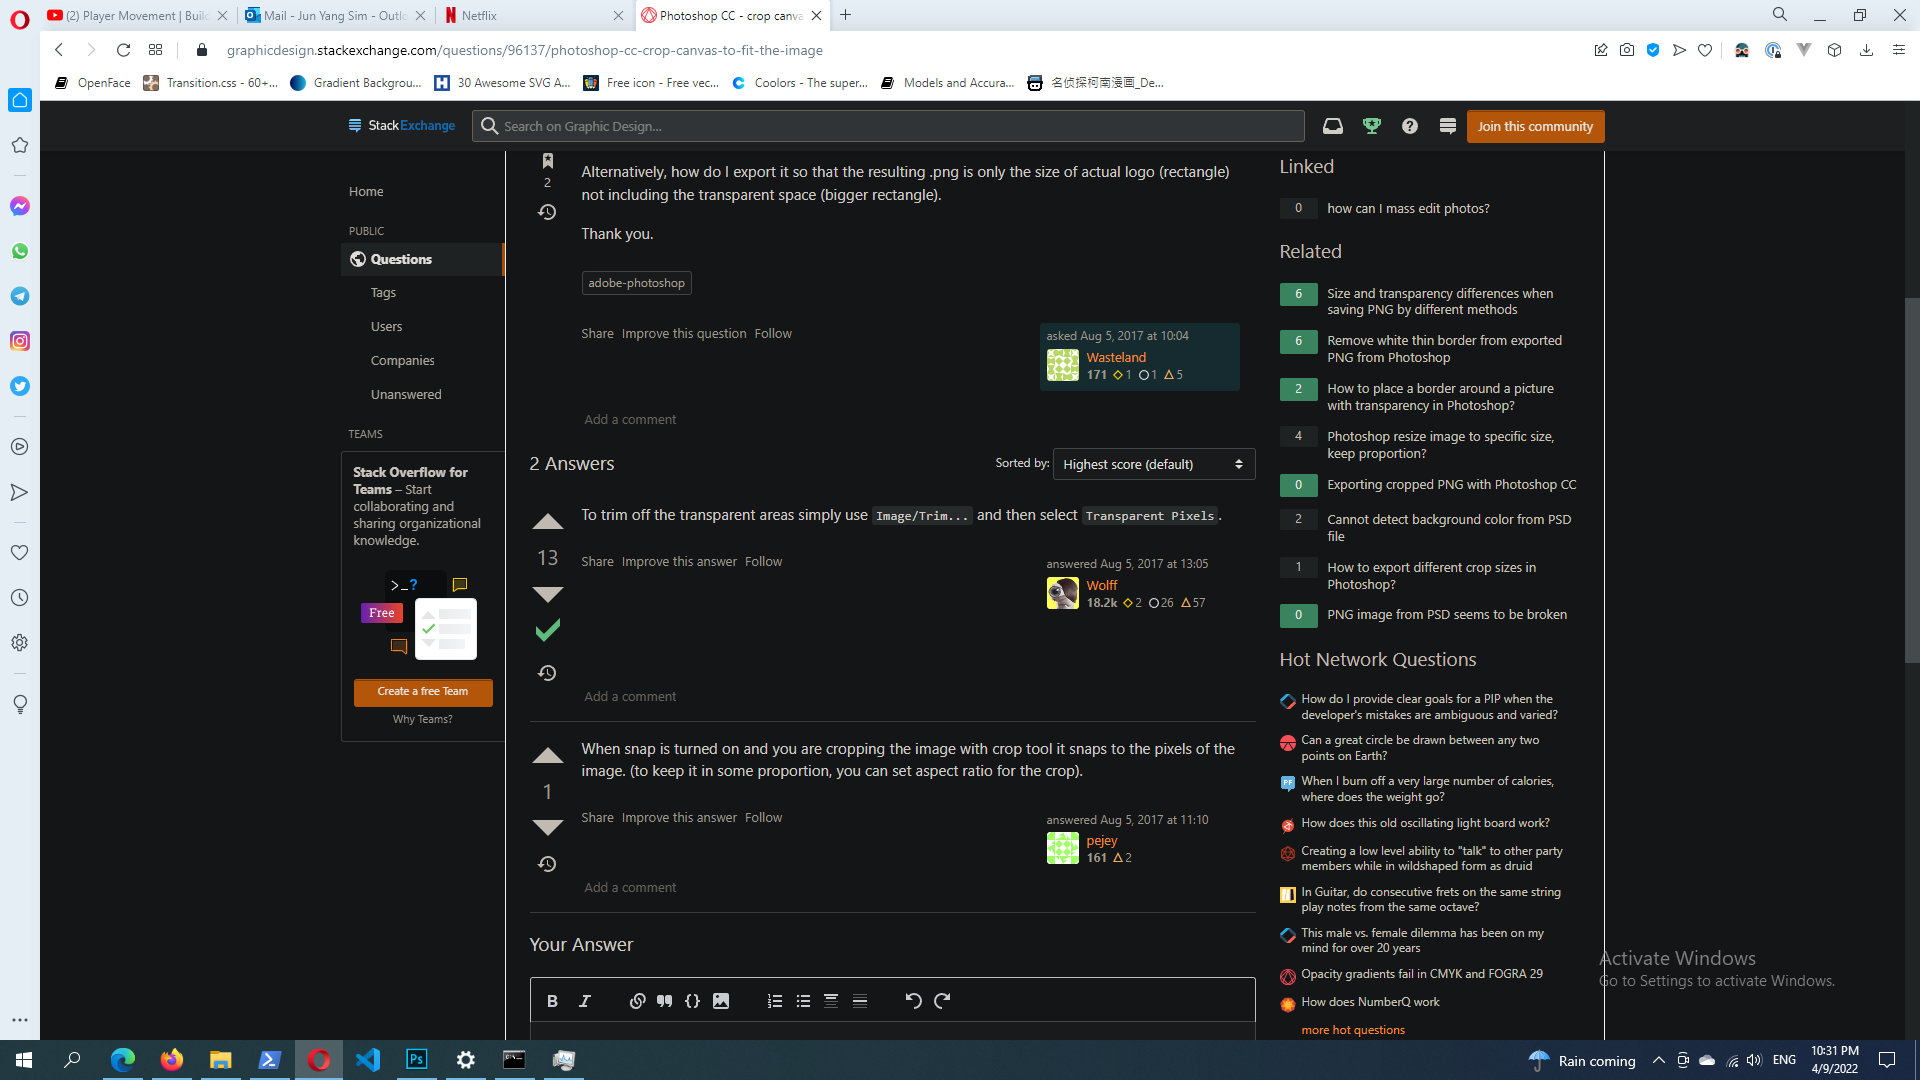 (2) Player Movement | Buil
Mail - Jun Yang Sim - Outlo
Netflix
Photoshop CC - crop canva
graphicdesign.stackexchange.com/questions/96137/photoshop-cc-crop-canvas-to-fit-the-image
OpenFace
Transition.css - 60+...
Gradient Backgrou...
30 Awesome SVG A...
Free icon - Free vec...
Coolors - The super...
Models and Accura...
名侦探柯南漫画_De...
StackExchange
Search on Graphic Design...
Join this community
Home
PUBLIC
Questions
Tags
Users
Companies
Unanswered
TEAMS
Stack Overflow for
Teams – Start
collaborating and
sharing organizational
knowledge.
>_?
Free
Create a free Team
Why Teams?
2
Alternatively, how do I export it so that the resulting .png is only the size of actual logo (rectangle)
not including the transparent space (bigger rectangle).
Thank you.
adobe-photoshop
Share Improve this question Follow
asked Aug 5, 2017 at 10:04
Wasteland
171 1 1 5
Add a comment
2 Answers
Sorted by:
Highest score (default)
13
To trim off the transparent areas simply use Image/Trim... and then select Transparent Pixels.
Share Improve this answer Follow
answered Aug 5, 2017 at 13:05
Wolff
18.2k 2 26 57
Add a comment
1
When snap is turned on and you are cropping the image with crop tool it snaps to the pixels of the
image. (to keep it in some proportion, you can set aspect ratio for the crop).
Share Improve this answer Follow
answered Aug 5, 2017 at 11:10
pejey
161 2
Add a comment
Your Answer
B I
Linked
0 how can I mass edit photos?
Related
6 Size and transparency differences when
saving PNG by different methods
6 Remove white thin border from exported
PNG from Photoshop
2 How to place a border around a picture
with transparency in Photoshop?
4 Photoshop resize image to specific size,
keep proportion?
0 Exporting cropped PNG with Photoshop CC
2 Cannot detect background color from PSD
file
1 How to export different crop sizes in
Photoshop?
0 PNG image from PSD seems to be broken
Hot Network Questions
How do I provide clear goals for a PIP when the
developer's mistakes are ambiguous and varied?
Can a great circle be drawn between any two
points on Earth?
When I burn off a very large number of calories,
where does the weight go?
How does this old oscillating light board work?
Creating a low level ability to "talk" to other party
members while in wildshaped form as druid
In Guitar, do consecutive frets on the same string
play notes from the same octave?
This male vs. female dilemma has been on my
mind for over 20 years
Opacity gradients fail in CMYK and FOGRA 29
How does NumberQ work
more hot questions
Activate Windows
Go to Settings to activate Windows.
Ps
Rain coming
ENG
10:31 PM
4/9/2022